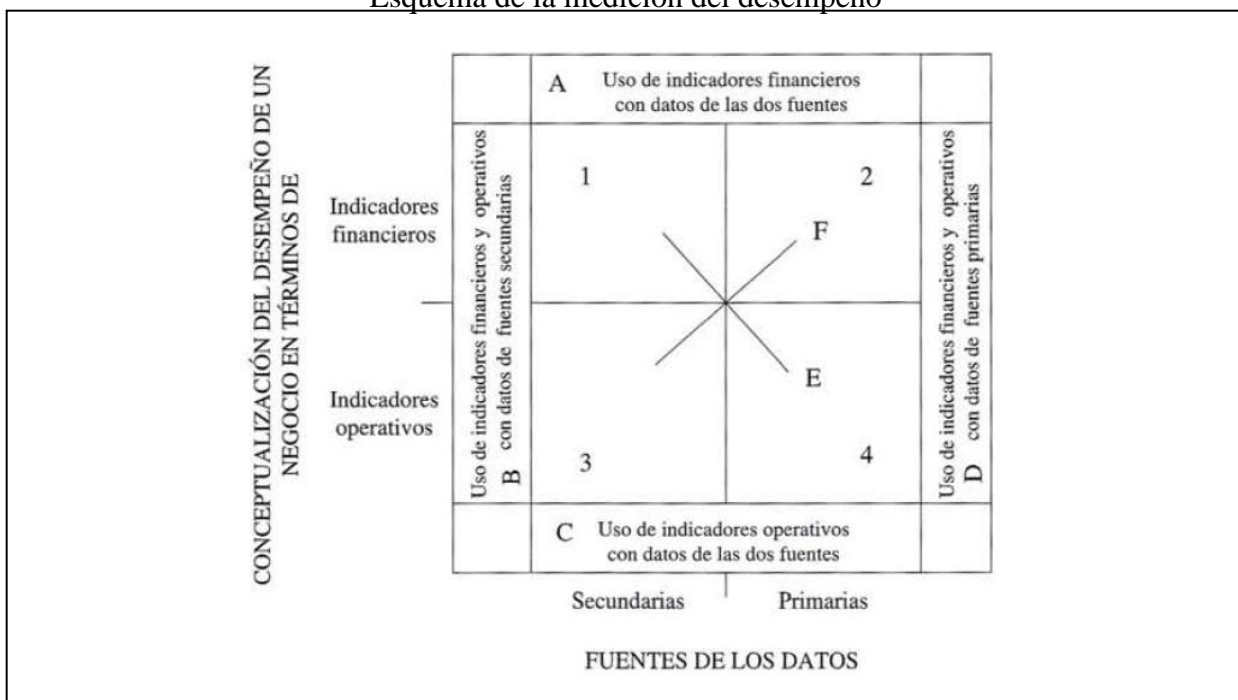 Esquema de la medición del desempeño
CONCEPTUALIZACIÓN DEL DESEMPEÑO DE UN
NEGOCIO EN TÉRMINOS DE
Indicadores
financieros
Indicadores
operativos
A Uso de indicadores financieros
con datos de las dos fuentes
Uso de indicadores financieros y operativos
B con datos de fuentes secundarias
1
2
F
E
3
4
Uso de indicadores financieros y operativos
D con datos de fuentes primarias
C Uso de indicadores operativos
con datos de las dos fuentes
Secundarias
Primarias
FUENTES DE LOS DATOS